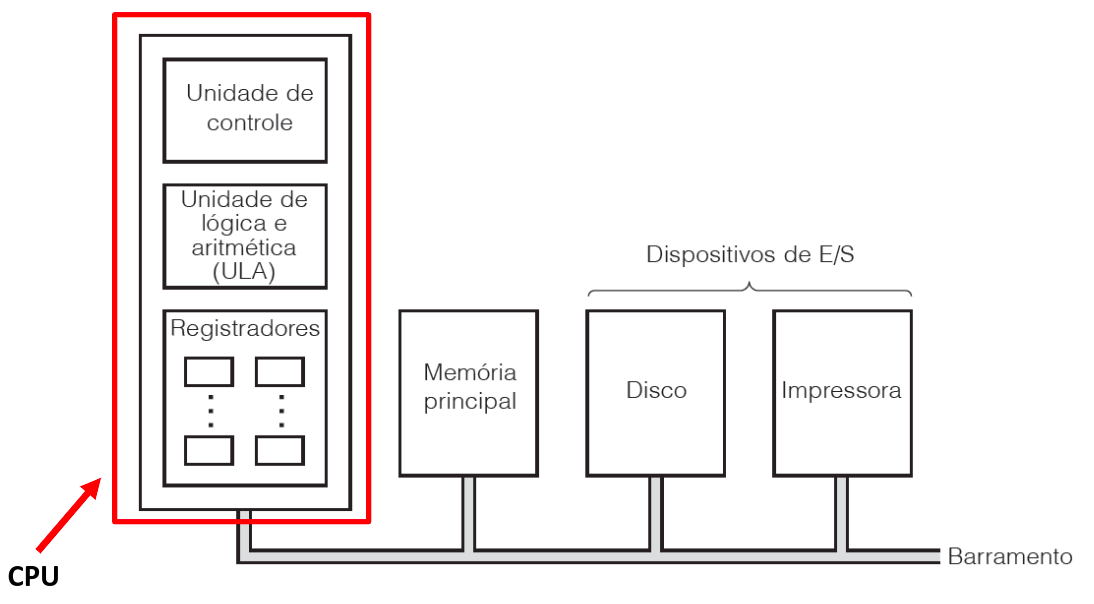 Unidade de
controle
Unidade de
lógica e
aritmética
(ULA)
Registradores
Memória
principal
Dispositivos de E/S
Disco
Impressora
Barramento
CPU